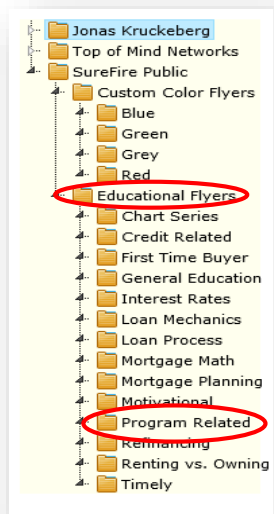 Jonas Kruckeberg
Top of Mind Networks
SureFire Public
Custom Color Flyers
Blue
Green
Grey
Red
Educational Flyers
Chart Series
Credit Related
First Time Buyer
General Education
Interest Rates
Loan Mechanics
Loan Process
Mortgage Math
Mortgage Planning
Motivational
Program Related
Refinancing
Renting vs. Owning
Timely